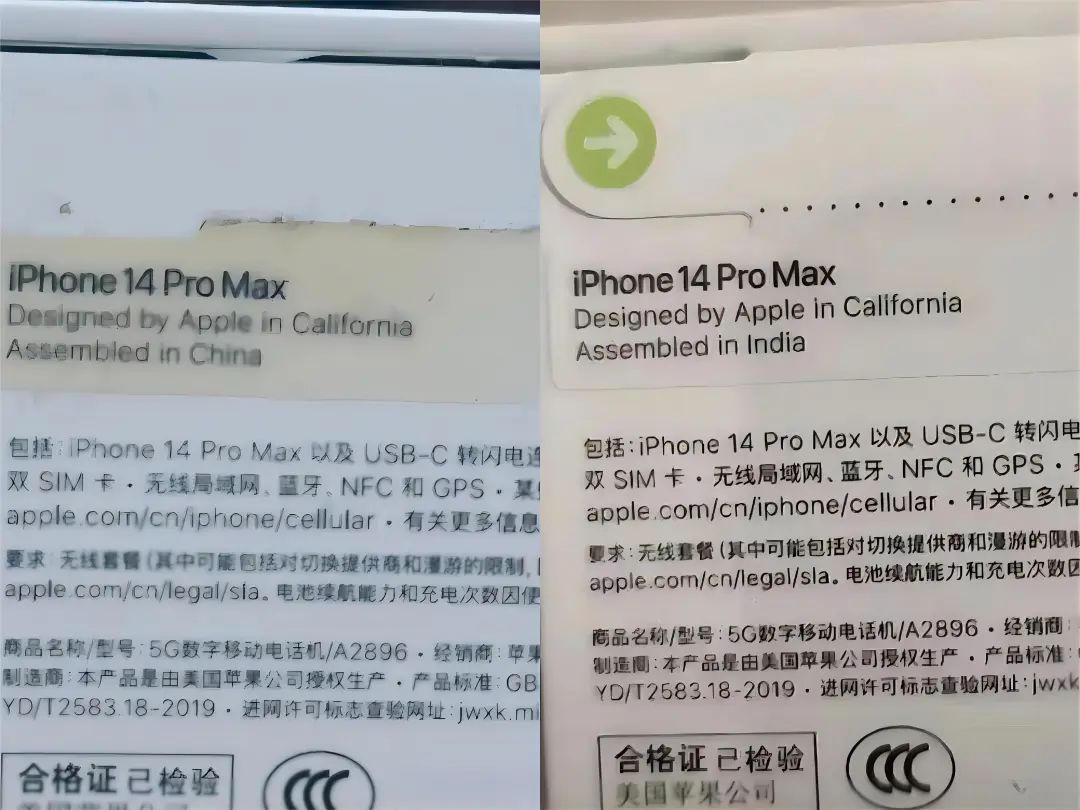 iPhone 14 Pro Max
Designed by Apple in California
Assembled in China
包括：iPhone 14 Pro Max 以及 USB-C 转闪电
双 SIM 卡・无线局域网、蓝牙、NFC 和 GPS・某
apple.com/cn/iphone/cellular・有关更多信息
要求：无线套餐（其中可能包括对切换提供商和漫游的限制，
apple.com/cn/legal/sla。电池续航能力和充电次数因使
商品名称/型号：5G数字移动电话机/A2896・经销商：苹果
制造商：本产品是由美国苹果公司授权生产・产品标准：GB
YD/T2583.18-2019・进网许可标志查验网址：jwxk.mi
合格证 已检验
美国苹果公司
CCC
iPhone 14 Pro Max
Designed by Apple in California
Assembled in India
包括：iPhone 14 Pro Max 以及 USB-C 转闪电
双 SIM 卡・无线局域网、蓝牙、NFC 和 GPS・
apple.com/cn/iphone/cellular・有关更多信
要求：无线套餐（其中可能包括对切换提供商和漫游的限制
apple.com/cn/legal/sla。电池续航能力和充电次数因
商品名称/型号：5G数字移动电话机/A2896・经销商：
制造商：本产品是由美国苹果公司授权生产・产品标准：
YD/T2583.18-2019・进网许可标志查验网址：jwxk
合格证 已检验
美国苹果公司
CCC